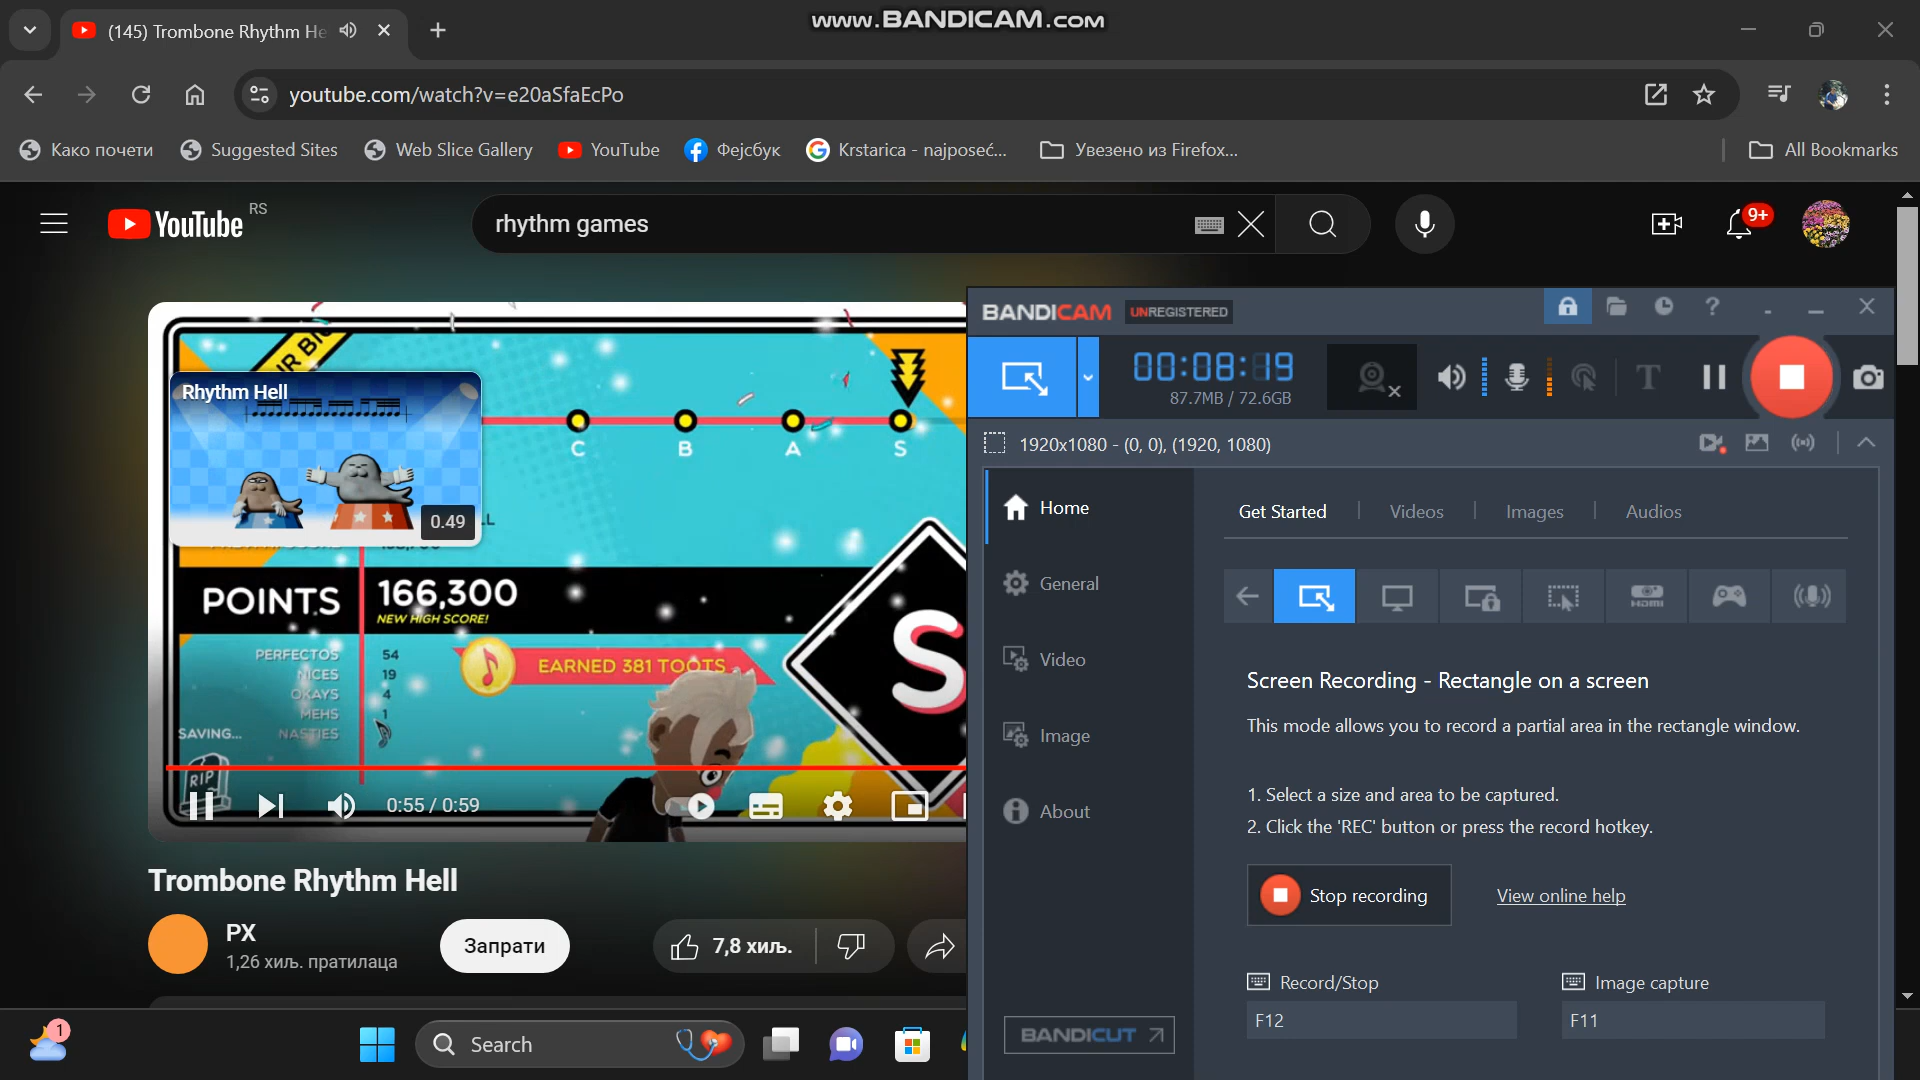 (145) Trombone Rhythm He
www.BANDICAM.com
youtube.com/watch?v=e20aSfaEcPo
Како почети
Suggested Sites
Web Slice Gallery
YouTube
Фејсбук
Krstarica - najposeć...
Увезено из Firefox...
All Bookmarks
YouTube RS
rhythm games
9+
BANDICAM UNREGISTERED
00:08:19
87.7MB / 72.6GB
1920x1080 - (0, 0), (1920, 1080)
Rhythm Hell
0.49
C B A S
POINTS 166,300
NEW HIGH SCORE!
EARNED 381 TOOTS
PERFECTOS 54
NICES 19
OKAYS 4
MEHS 1
NASTIES
SAVING...
RIP
S
0:55 / 0:59
Home
General
Video
Image
About
Get Started
Videos
Images
Audios
HDMI
Screen Recording - Rectangle on a screen
This mode allows you to record a partial area in the rectangle window.
1. Select a size and area to be captured.
2. Click the 'REC' button or press the record hotkey.
Stop recording
View online help
Record/Stop
F12
Image capture
F11
BANDICUT
Trombone Rhythm Hell
PX
1,26 хиљ. пратилаца
Запрати
7,8 хиљ.
1
Search